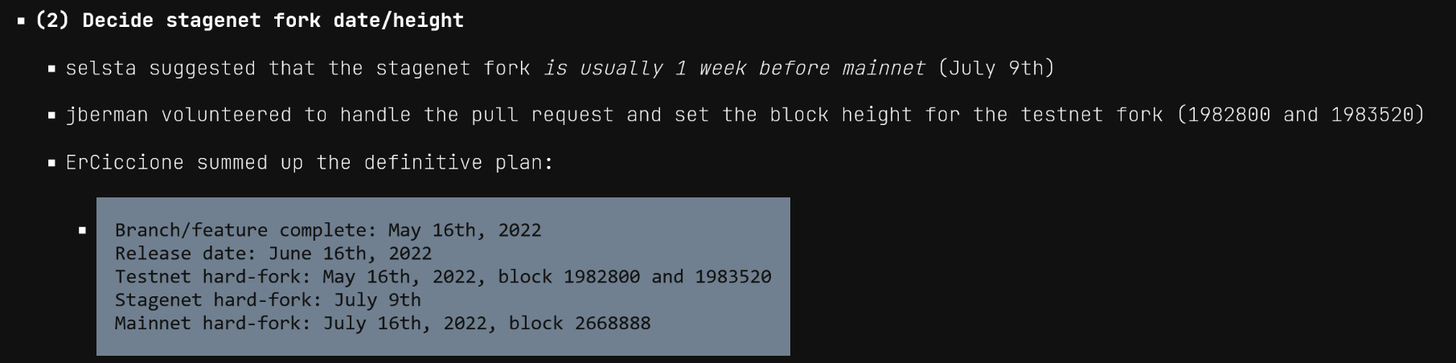 (2) Decide stagenet fork date/height
selsta suggested that the stagenet fork is usually 1 week before mainnet (July 9th)
jberman volunteered to handle the pull request and set the block height for the testnet fork (1982800 and 1983520)
ErCiccione summed up the definitive plan:
Branch/feature complete: May 16th, 2022
Release date: June 16th, 2022
Testnet hard-fork: May 16th, 2022, block 1982800 and 1983520
Stagenet hard-fork: July 9th
Mainnet hard-fork: July 16th, 2022, block 2668888